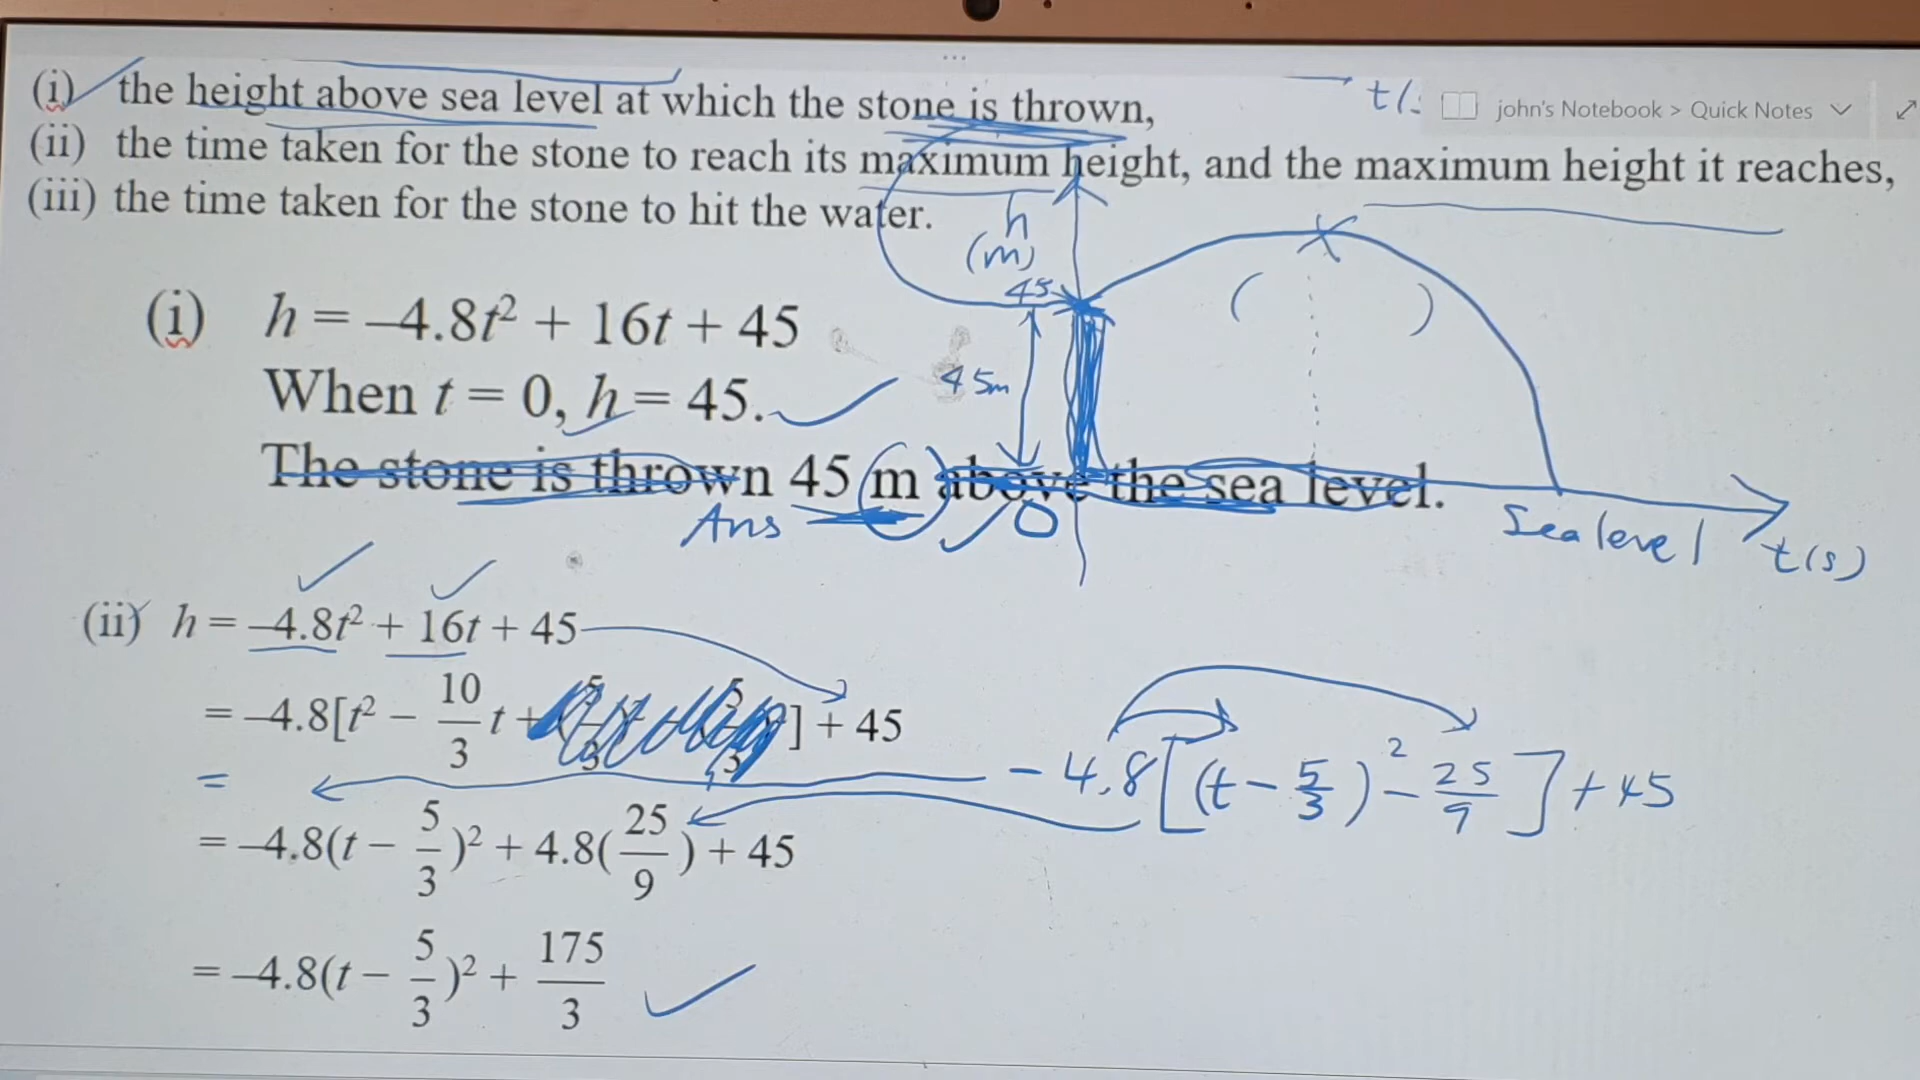 (i) the height above sea level at which the stone is thrown,
t(s john's Notebook > Quick Notes
(ii) the time taken for the stone to reach its maximum height, and the maximum height it reaches,
(iii) the time taken for the stone to hit the water.
h
(m)
45
(i) h = –4.8t² + 16t + 45
When t = 0, h = 45.
45m
The stone is thrown 45 m above the sea level.
Ans
O
Sea level
t(s)
(ii) h = –4.8t² + 16t + 45
= –4.8[t² – 10/3 t + ] + 45
=
- 4.8[(t - 5/3)² - 25/9] + 45
= –4.8(t – 5/3)² + 4.8(25/9) + 45
= –4.8(t – 5/3)² + 175/3